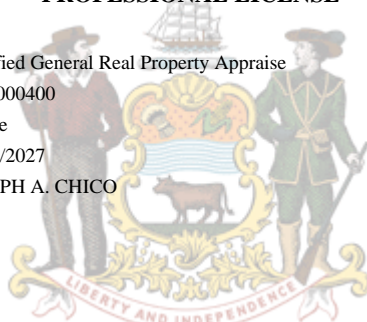 PROFESSIONAL LICENSE
fied General Real Property Appraise
000400
e
/2027
PH A. CHICO
LIBERTY AND INDEPENDENCE